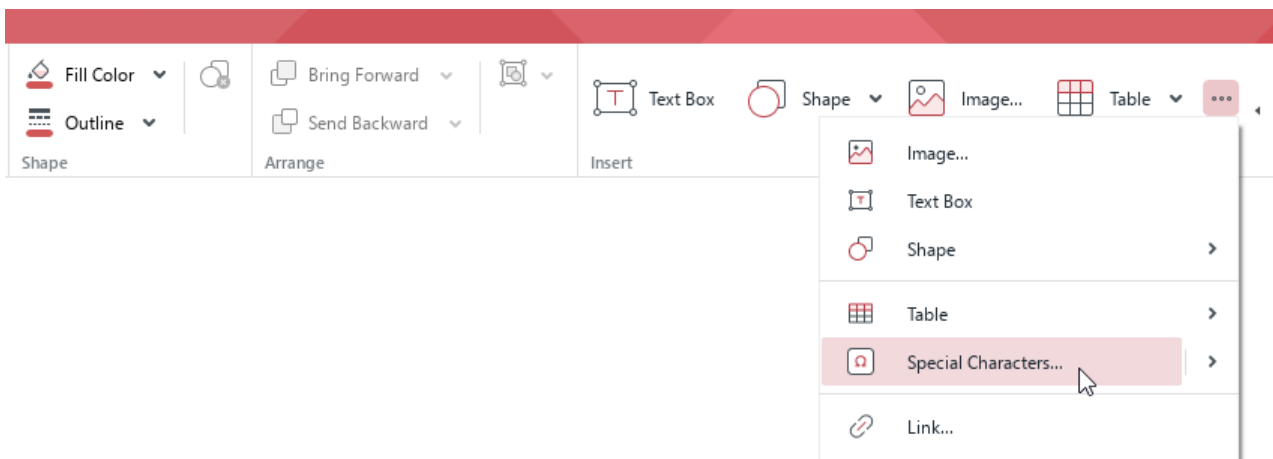 Fill Color
Outline
Shape
Bring Forward
Send Backward
Arrange
Text Box
Shape
Image...
Table
Insert
Image...
Text Box
Shape
Table
Special Characters...
Link...